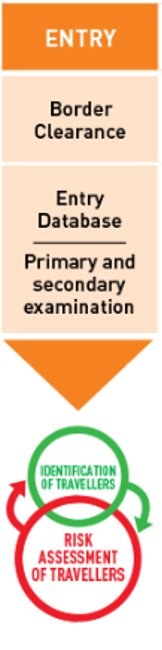 ENTRY
Border
Clearance
Entry
Database
Primary and
secondary
examination
IDENTIFICATION
OF TRAVELLERS
RISK
ASSESSMENT
OF TRAVELLERS